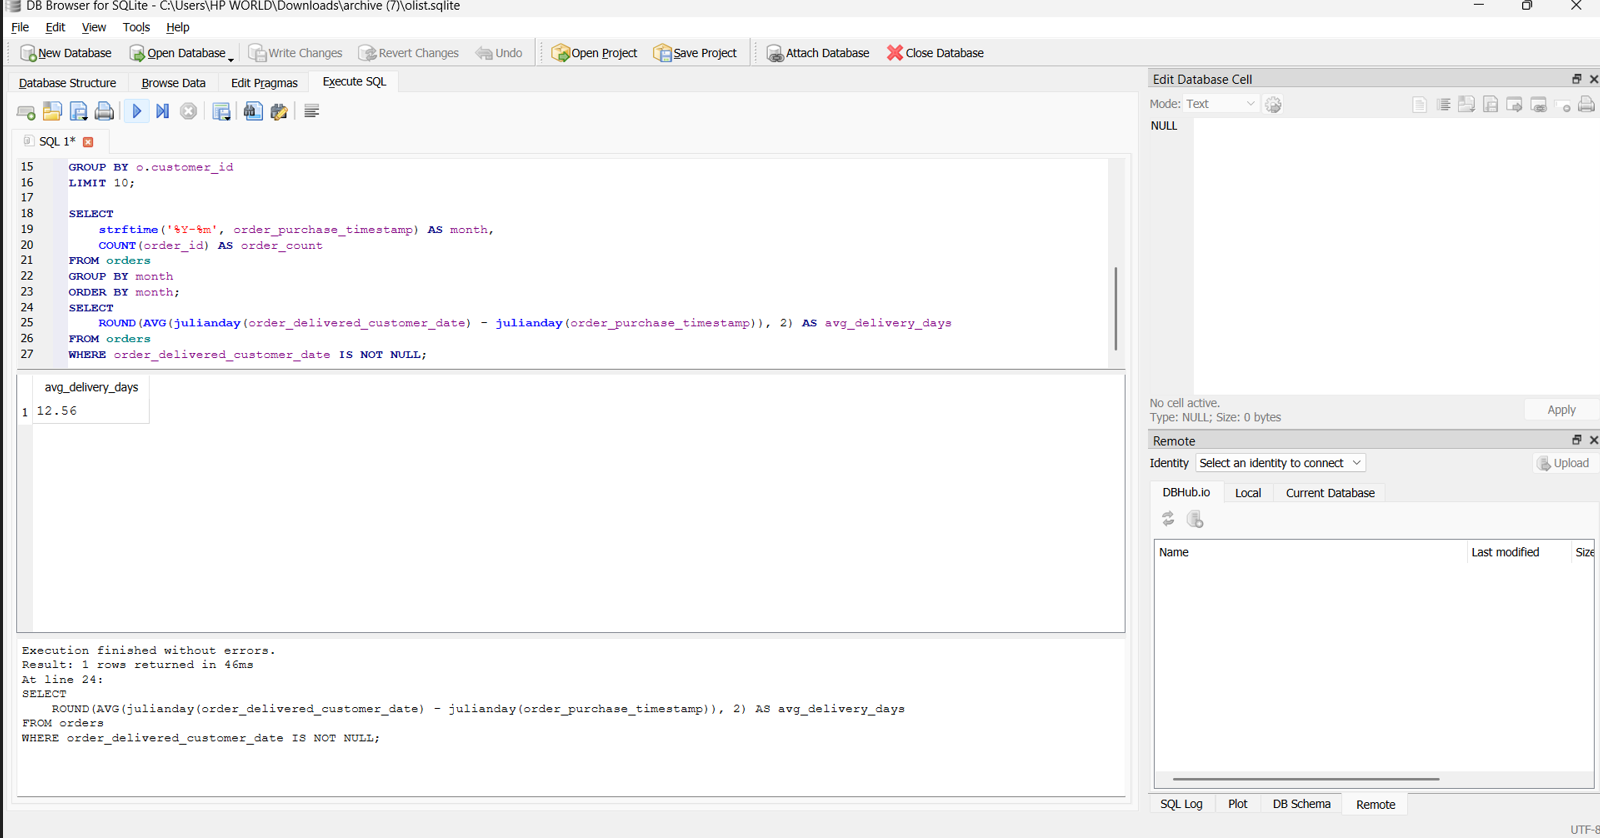 DB Browser for SQLite - C:\Users\HP WORLD\Downloads\archive (7)\olist.sqlite
File Edit View Tools Help
New Database Open Database Write Changes Revert Changes Undo Open Project Save Project Attach Database Close Database
Database Structure Browse Data Edit Pragmas Execute SQL
SQL 1*
15 GROUP BY o.customer_id
16 LIMIT 10;
17
18 SELECT
19 strftime('%Y-%m', order_purchase_timestamp) AS month,
20 COUNT(order_id) AS order_count
21 FROM orders
22 GROUP BY month
23 ORDER BY month;
24 SELECT
25 ROUND(AVG(julianday(order_delivered_customer_date) - julianday(order_purchase_timestamp)), 2) AS avg_delivery_days
26 FROM orders
27 WHERE order_delivered_customer_date IS NOT NULL;
avg_delivery_days
1 12.56
Execution finished without errors.
Result: 1 rows returned in 46ms
At line 24:
SELECT
ROUND(AVG(julianday(order_delivered_customer_date) - julianday(order_purchase_timestamp)), 2) AS avg_delivery_days
FROM orders
WHERE order_delivered_customer_date IS NOT NULL;
Edit Database Cell
Mode: Text
NULL
No cell active.
Type: NULL; Size: 0 bytes
Apply
Remote
Identity Select an identity to connect Upload
DBHub.io Local Current Database
Name Last modified Size
SQL Log Plot DB Schema Remote
UTF-8